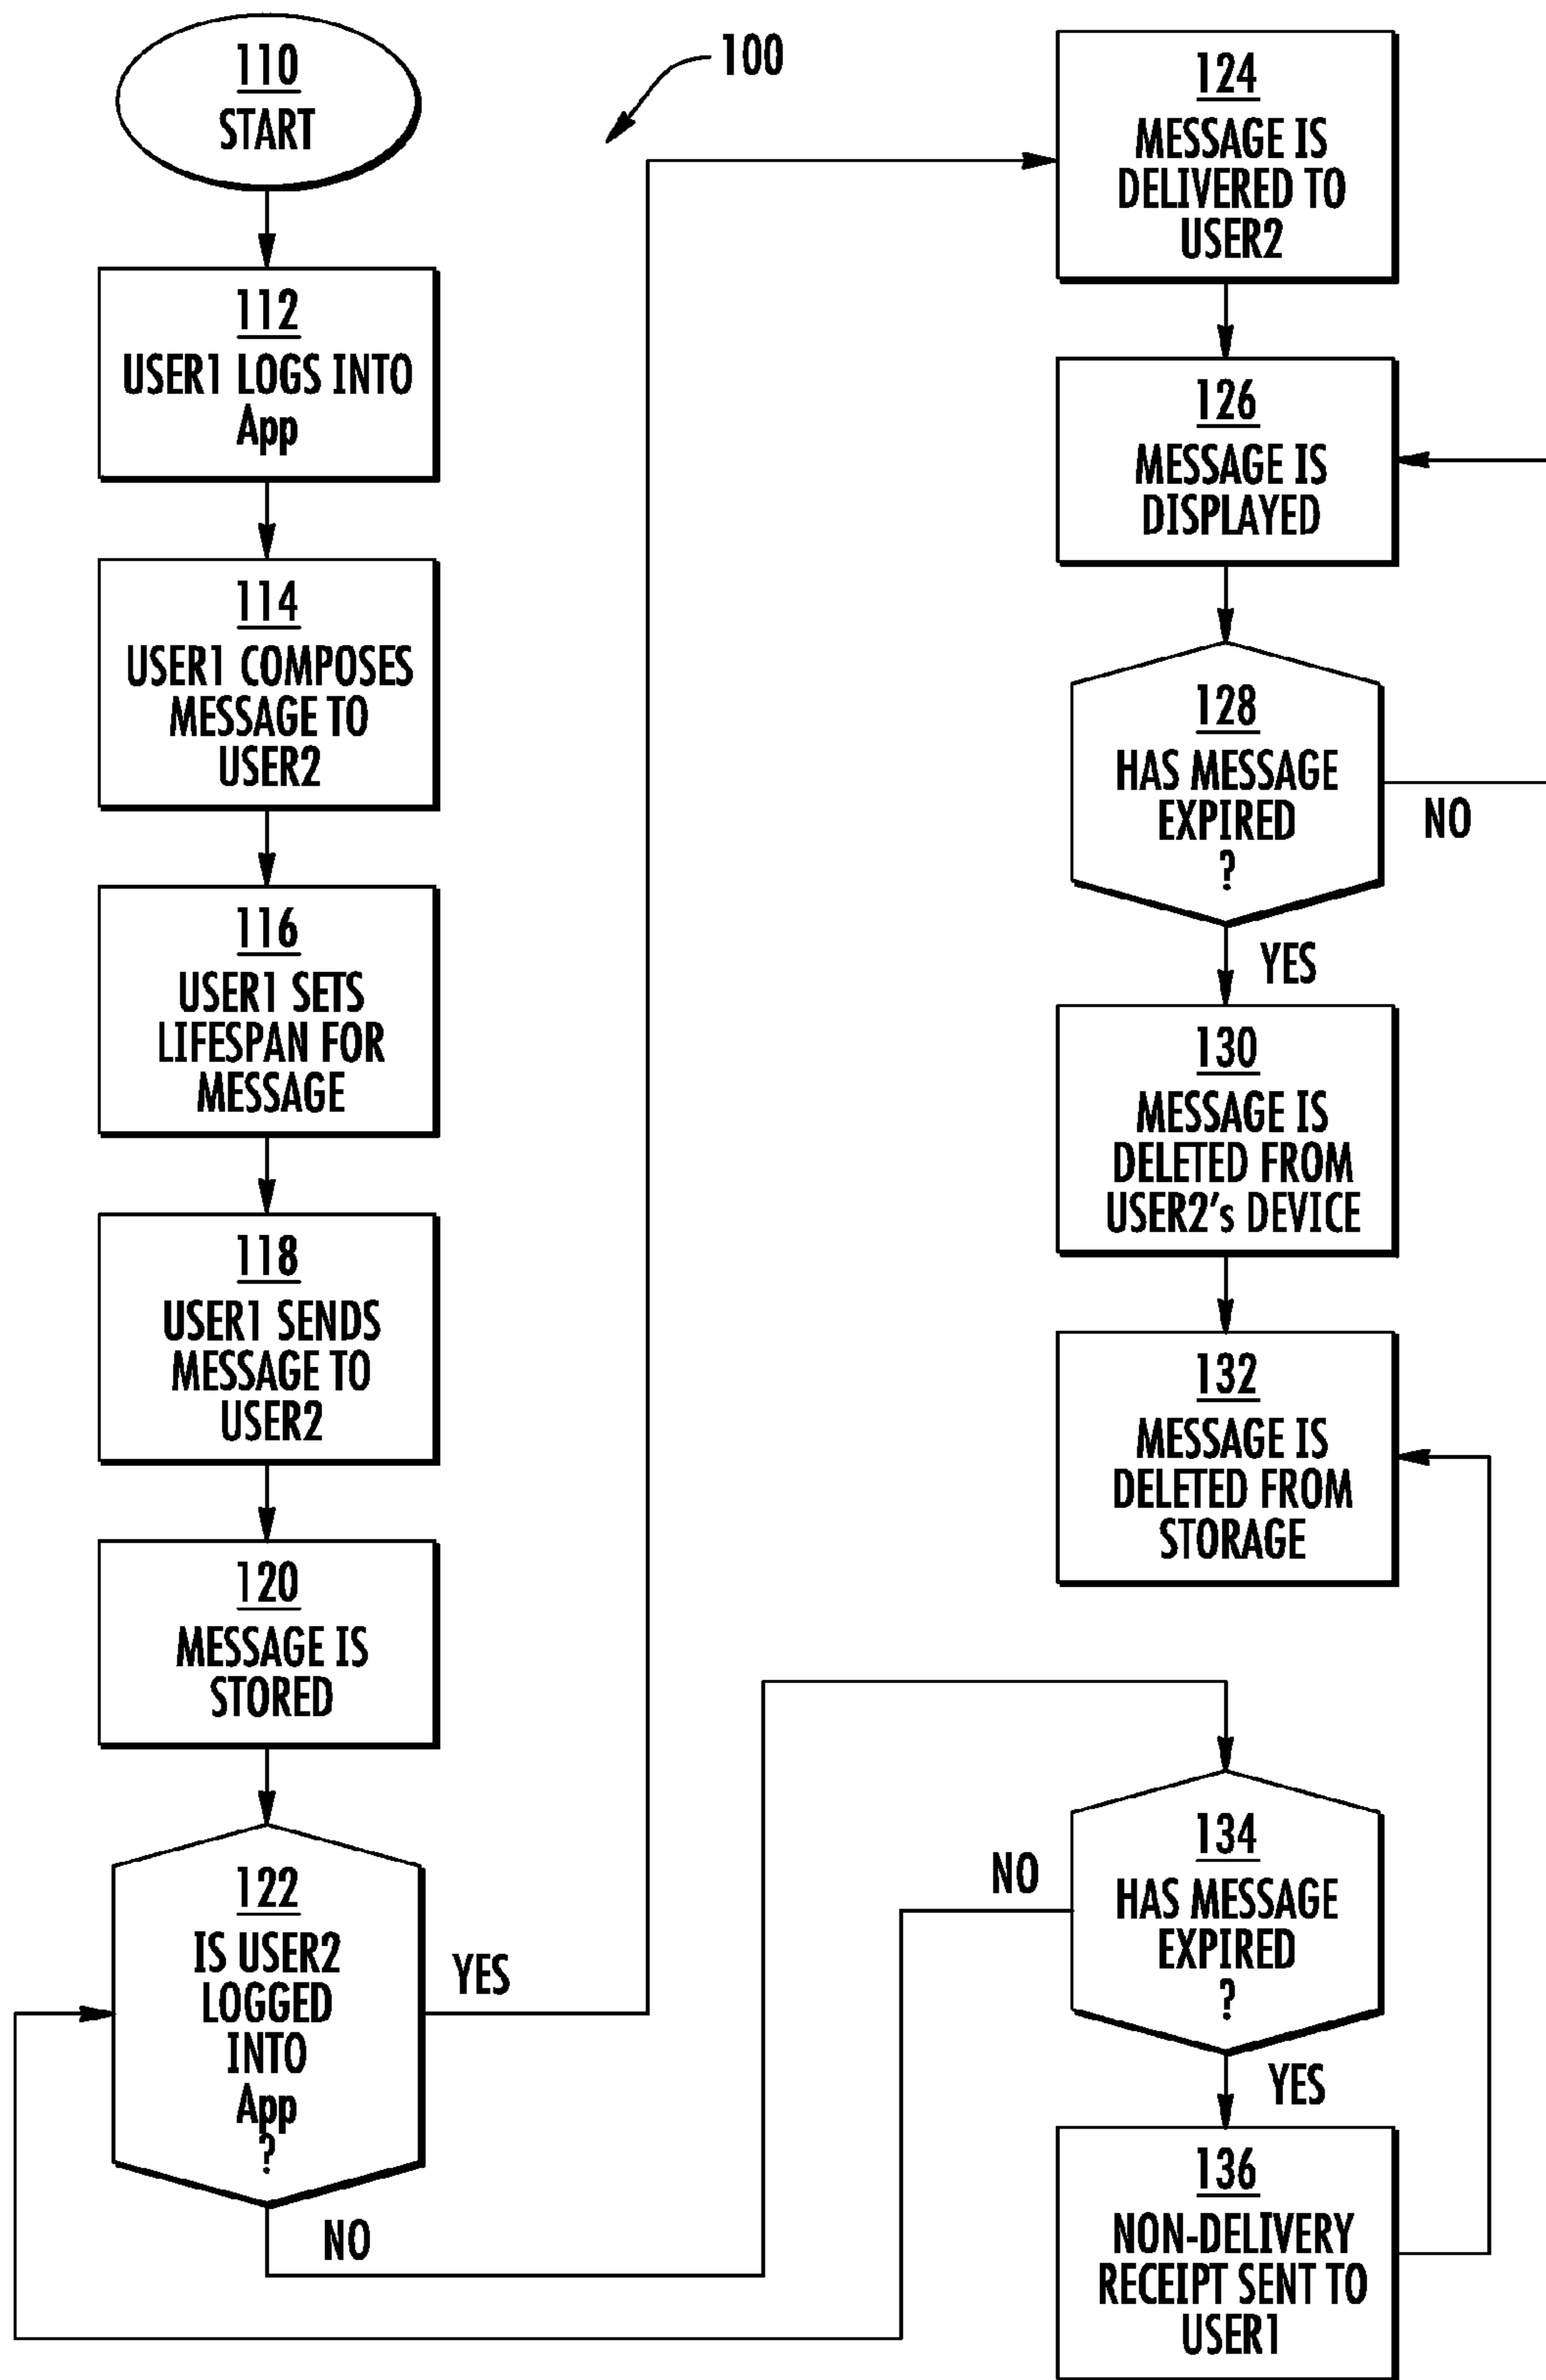 110
START
100
112
USER1 LOGS INTO
App
114
USER1 COMPOSES
MESSAGE TO
USER2
116
USER1 SETS
LIFESPAN FOR
MESSAGE
118
USER1 SENDS
MESSAGE TO
USER2
120
MESSAGE IS
STORED
122
IS USER2
LOGGED
INTO
App
?
YES
NO
124
MESSAGE IS
DELIVERED TO
USER2
126
MESSAGE IS
DISPLAYED
128
HAS MESSAGE
EXPIRED
?
NO
YES
130
MESSAGE IS
DELETED FROM
USER2's DEVICE
132
MESSAGE IS
DELETED FROM
STORAGE
134
HAS MESSAGE
EXPIRED
?
NO
YES
136
NON-DELIVERY
RECEIPT SENT TO
USER1